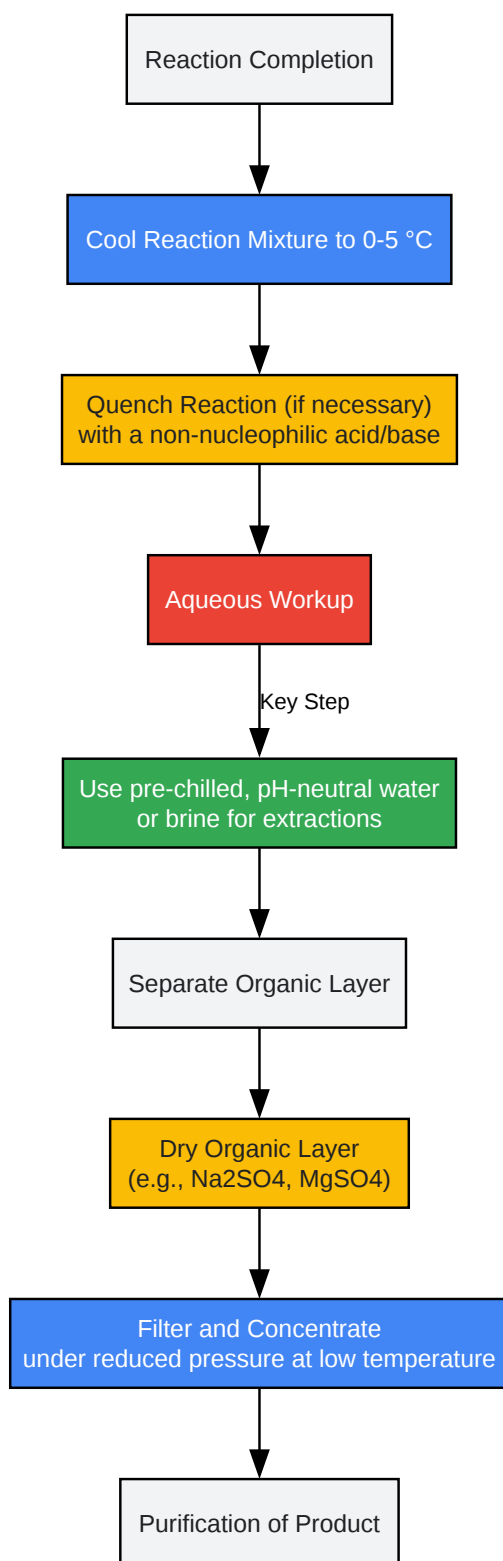 Reaction Completion
Cool Reaction Mixture to 0-5 °C
Quench Reaction (if necessary)
with a non-nucleophilic acid/base
Aqueous Workup
Key Step
Use pre-chilled, pH-neutral water
or brine for extractions
Separate Organic Layer
Dry Organic Layer
(e.g., Na2SO4, MgSO4)
Filter and Concentrate
under reduced pressure at low temperature
Purification of Product